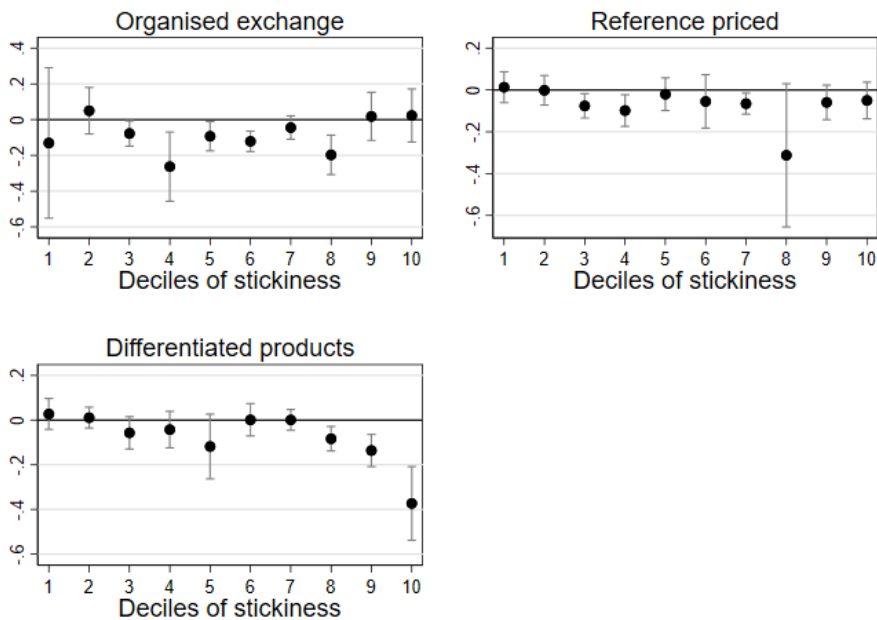 Organised exchange
.4
.2
0
-.2
-.4
-.6
1 2 3 4 5 6 7 8 9 10
Deciles of stickiness
Reference priced
.2
0
-.2
-.4
-.6
1 2 3 4 5 6 7 8 9 10
Deciles of stickiness
Differentiated products
.2
0
-.2
-.4
-.6
1 2 3 4 5 6 7 8 9 10
Deciles of stickiness